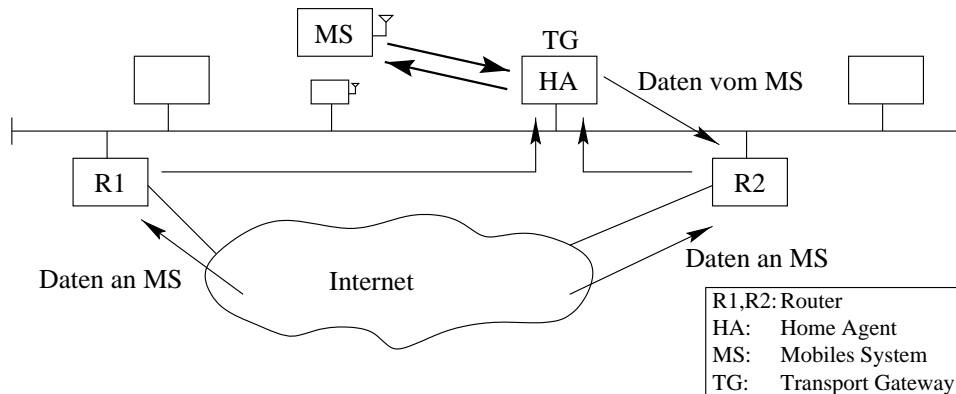 MS
TG
HA
Daten vom MS
R1
R2
Daten an MS
Internet
Daten an MS
R1,R2: Router
HA: Home Agent
MS: Mobiles System
TG: Transport Gateway